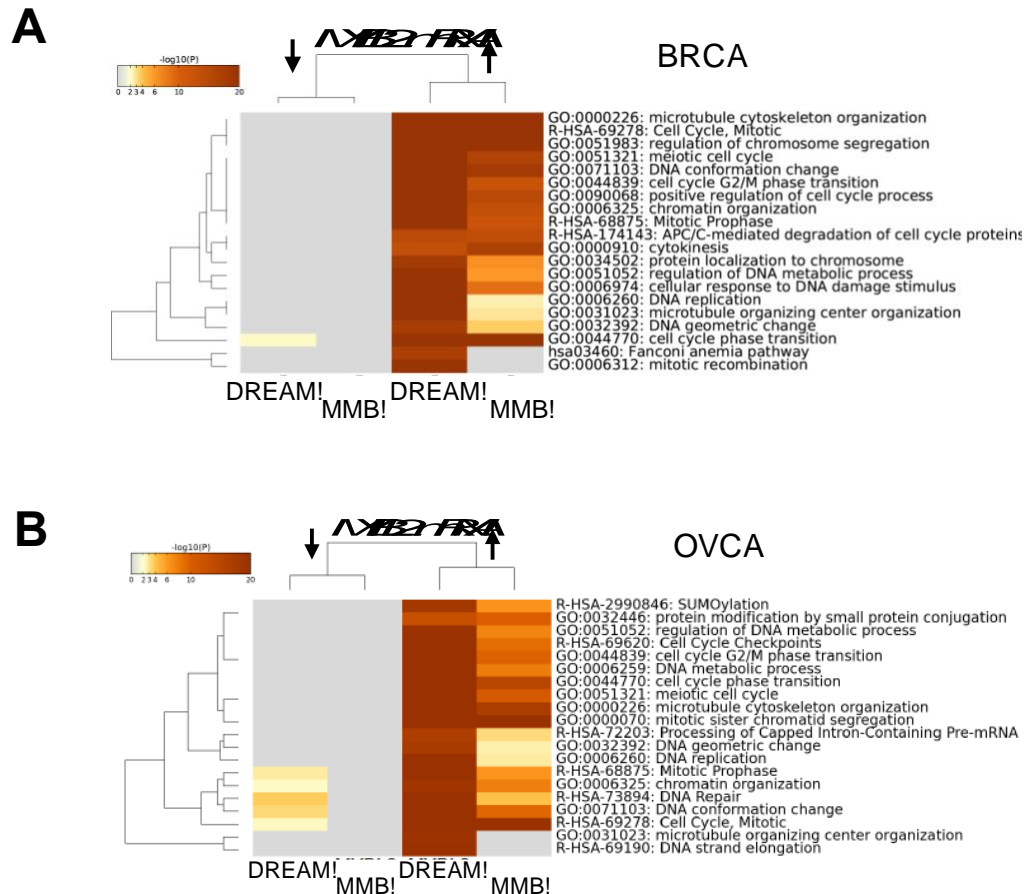 A
BRCA
-log10(P)
0 2 3 4 6 10 20
GO:0000226: microtubule cytoskeleton organization
R-HSA-69278: Cell Cycle, Mitotic
GO:0051983: regulation of chromosome segregation
GO:0051321: meiotic cell cycle
GO:0071103: DNA conformation change
GO:0044839: cell cycle G2/M phase transition
GO:0090068: positive regulation of cell cycle process
GO:0006325: chromatin organization
R-HSA-68875: Mitotic Prophase
R-HSA-174143: APC/C-mediated degradation of cell cycle proteins
GO:0000910: cytokinesis
GO:0034502: protein localization to chromosome
GO:0051052: regulation of DNA metabolic process
GO:0006974: cellular response to DNA damage stimulus
GO:0006260: DNA replication
GO:0031023: microtubule organizing center organization
GO:0032392: DNA geometric change
GO:0044770: cell cycle phase transition
hsa03460: Fanconi anemia pathway
GO:0006312: mitotic recombination
DREAM! MMB! DREAM! MMB!
B
OVCA
-log10(P)
0 2 3 4 6 10 20
R-HSA-2990846: SUMOylation
GO:0032446: protein modification by small protein conjugation
GO:0051052: regulation of DNA metabolic process
R-HSA-69620: Cell Cycle Checkpoints
GO:0044839: cell cycle G2/M phase transition
GO:0006259: DNA metabolic process
GO:0044770: cell cycle phase transition
GO:0051321: meiotic cell cycle
GO:0000226: microtubule cytoskeleton organization
GO:0000070: mitotic sister chromatid segregation
R-HSA-72203: Processing of Capped Intron-Containing Pre-mRNA
GO:0032392: DNA geometric change
GO:0006260: DNA replication
R-HSA-68875: Mitotic Prophase
GO:0006325: chromatin organization
R-HSA-73894: DNA Repair
GO:0071103: DNA conformation change
R-HSA-69278: Cell Cycle, Mitotic
GO:0031023: microtubule organizing center organization
R-HSA-69190: DNA strand elongation
DREAM! MMB! DREAM! MMB!